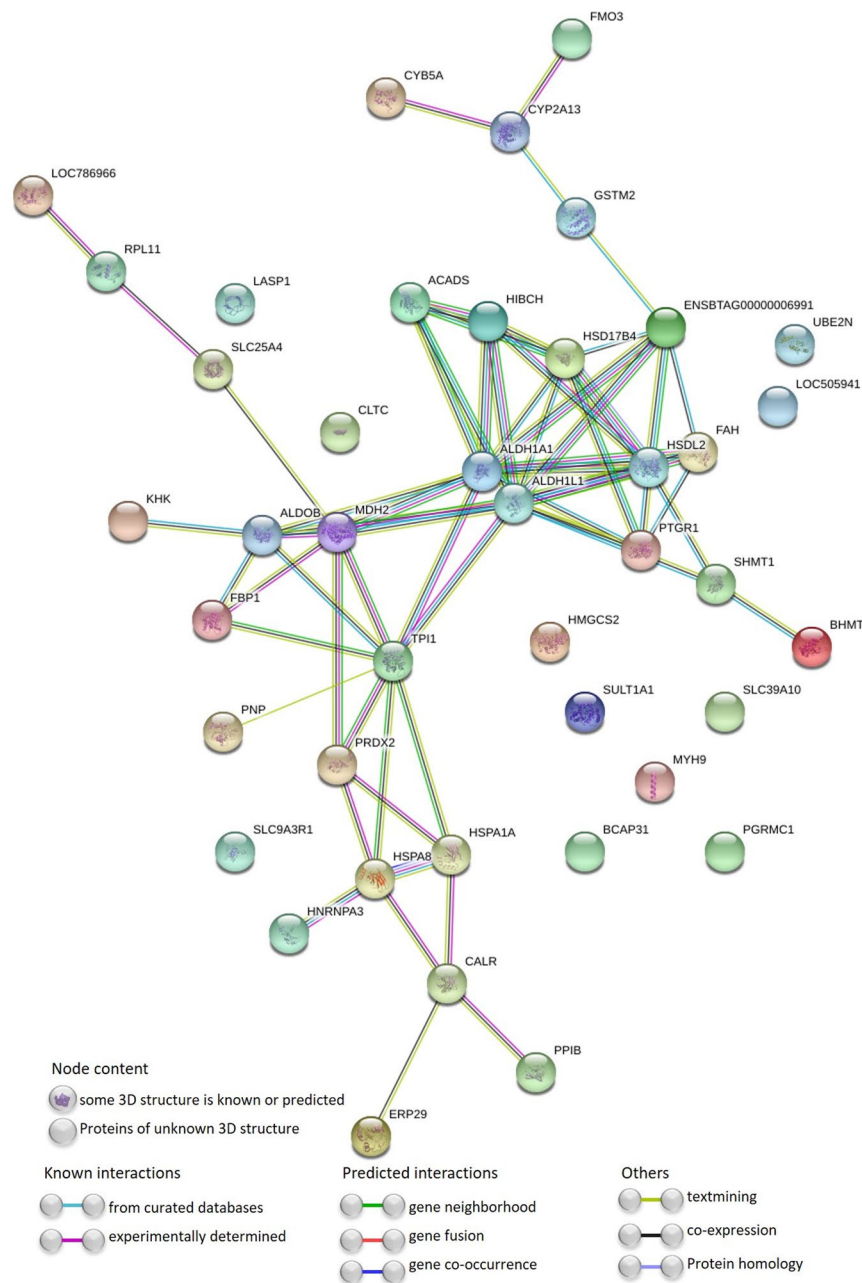 FMO3
CYB5A
CYP2A13
LOC786966
GSTM2
RPL11
LASP1
ACADS
HIBCH
ENSBTAG00000006991
HSD17B4
UBE2N
SLC25A4
LOC505941
CLTC
FAH
ALDH1A1
HSDL2
ALDH1L1
KHK
ALDOB
MDH2
PTGR1
SHMT1
FBP1
HMGCS2
BHMT
TPI1
PNP
SULT1A1
SLC39A10
PRDX2
MYH9
SLC9A3R1
HSPA1A
BCAP31
PGRMC1
HSPA8
HNRNPA3
CALR
PPIB
ERP29
Node content
some 3D structure is known or predicted
Proteins of unknown 3D structure
Known interactions
from curated databases
experimentally determined
Predicted interactions
gene neighborhood
gene fusion
gene co-occurrence
Others
textmining
co-expression
Protein homology